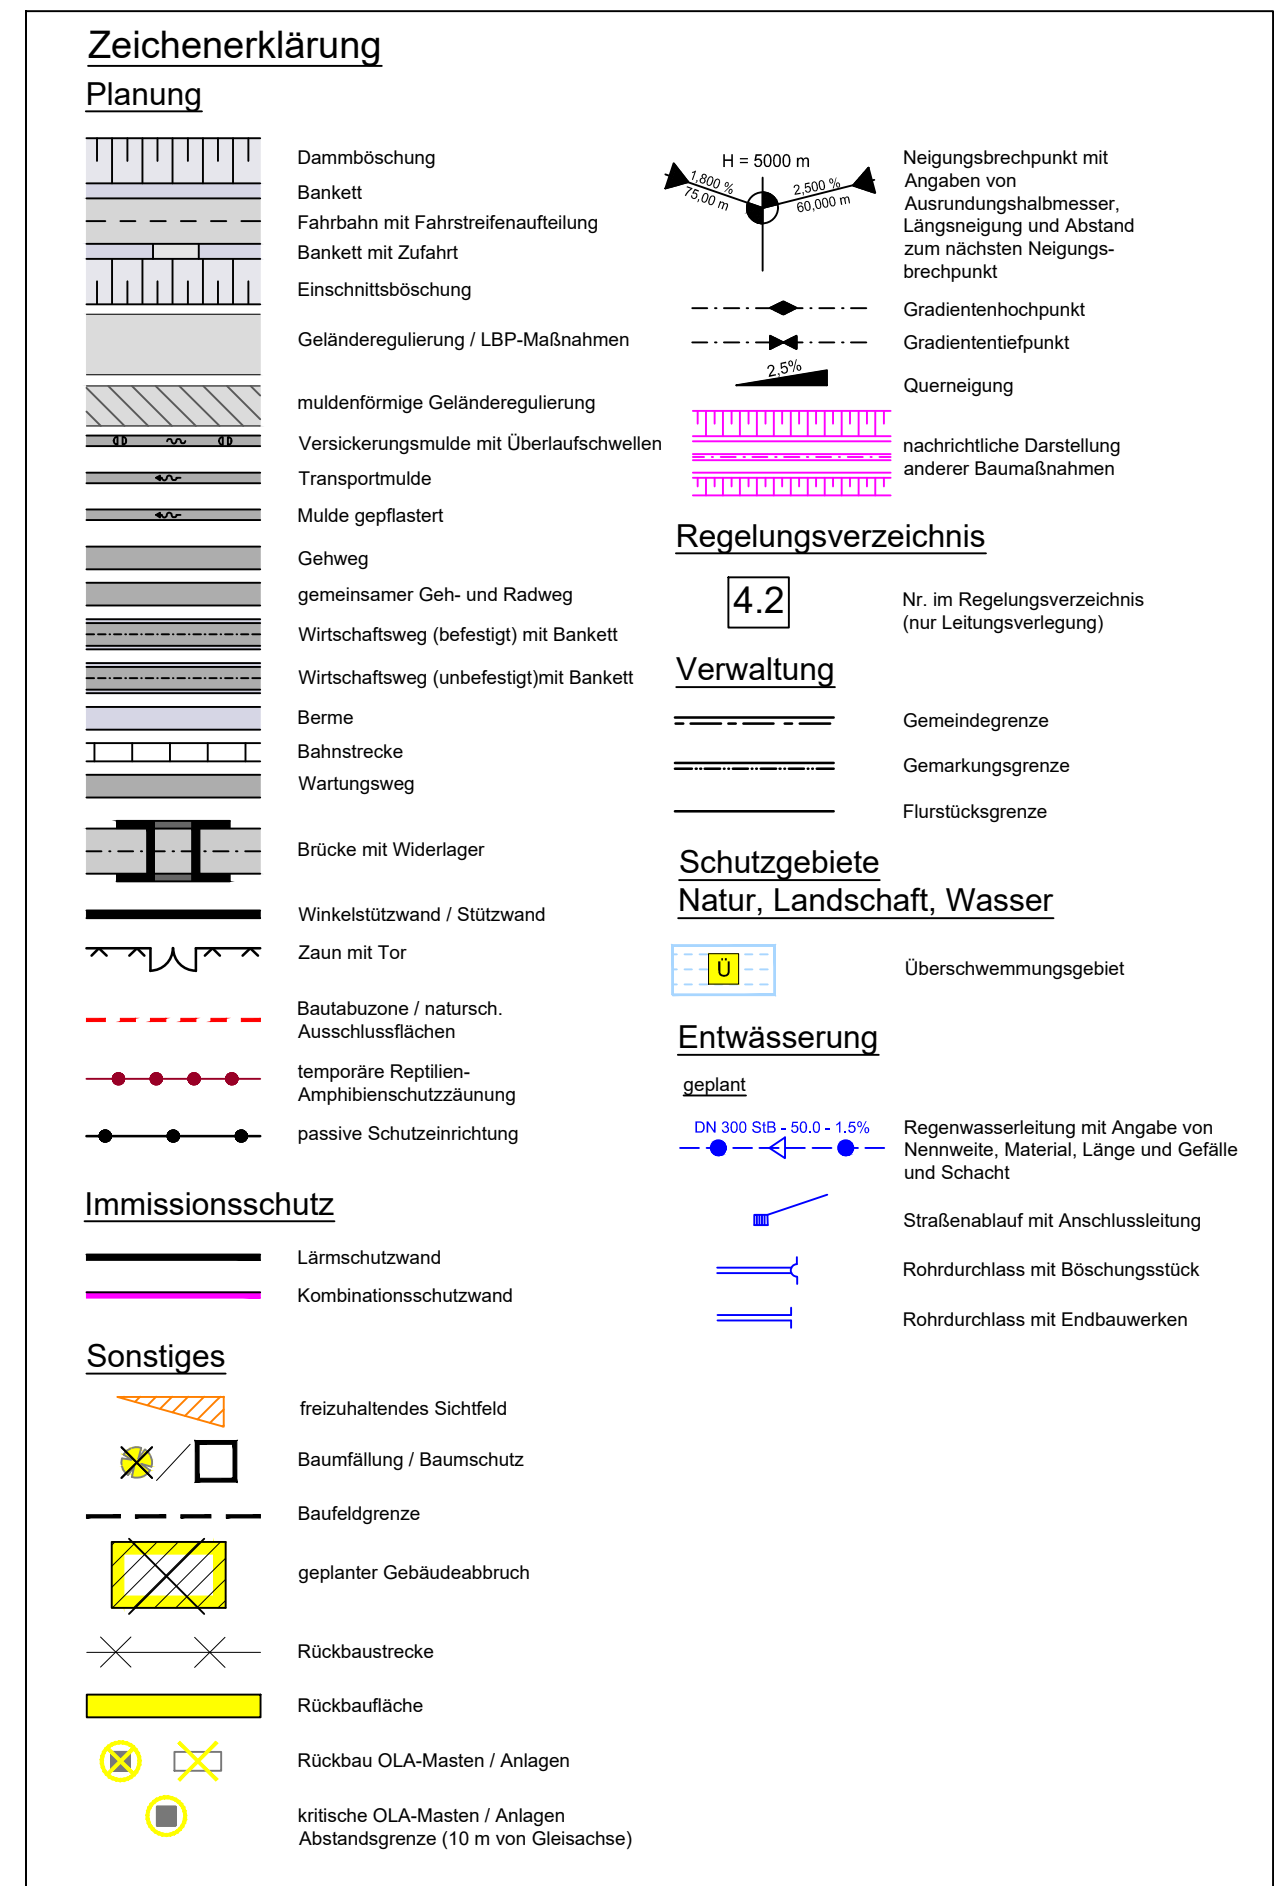 Zeichenerklärung
Planung
Dammböschung
Bankett
Fahrbahn mit Fahrstreifenaufteilung
Bankett mit Zufahrt
Einschnittsböschung
Geländeregulierung / LBP-Maßnahmen
muldenförmige Geländeregulierung
Versickerungsmulde mit Überlaufschwellen
Transportmulde
Mulde gepflastert
Gehweg
gemeinsamer Geh- und Radweg
Wirtschaftsweg (befestigt) mit Bankett
Wirtschaftsweg (unbefestigt)mit Bankett
Berme
Bahnstrecke
Wartungsweg
Brücke mit Widerlager
Winkelstützwand / Stützwand
Zaun mit Tor
Bautabuzone / natursch.
Ausschlussflächen
temporäre Reptilien-
Amphibienschutzzäunung
passive Schutzeinrichtung
Immissionsschutz
Lärmschutzwand
Kombinationsschutzwand
Sonstiges
freizuhaltendes Sichtfeld
Baumfällung / Baumschutz
Baufeldgrenze
geplanter Gebäudeabbruch
Rückbaustrecke
Rückbaufläche
Rückbau OLA-Masten / Anlagen
kritische OLA-Masten / Anlagen
Abstandsgrenze (10 m von Gleisachse)
H = 5000 m
1,800 %
75,00 m
2,500 %
60,000 m
Neigungsbrechpunkt mit
Angaben von
Ausrundungshalbmesser,
Längsneigung und Abstand
zum nächsten Neigungs-
brechpunkt
Gradientenhochpunkt
Gradiententiefpunkt
2,5%
Querneigung
nachrichtliche Darstellung
anderer Baumaßnahmen
Regelungsverzeichnis
4.2
Nr. im Regelungsverzeichnis
(nur Leitungsverlegung)
Verwaltung
Gemeindegrenze
Gemarkungsgrenze
Flurstücksgrenze
Schutzgebiete
Natur, Landschaft, Wasser
Ü
Überschwemmungsgebiet
Entwässerung
geplant
DN 300 StB - 50.0 - 1.5%
Regenwasserleitung mit Angabe von
Nennweite, Material, Länge und Gefälle
und Schacht
Straßenablauf mit Anschlussleitung
Rohrdurchlass mit Böschungsstück
Rohrdurchlass mit Endbauwerken